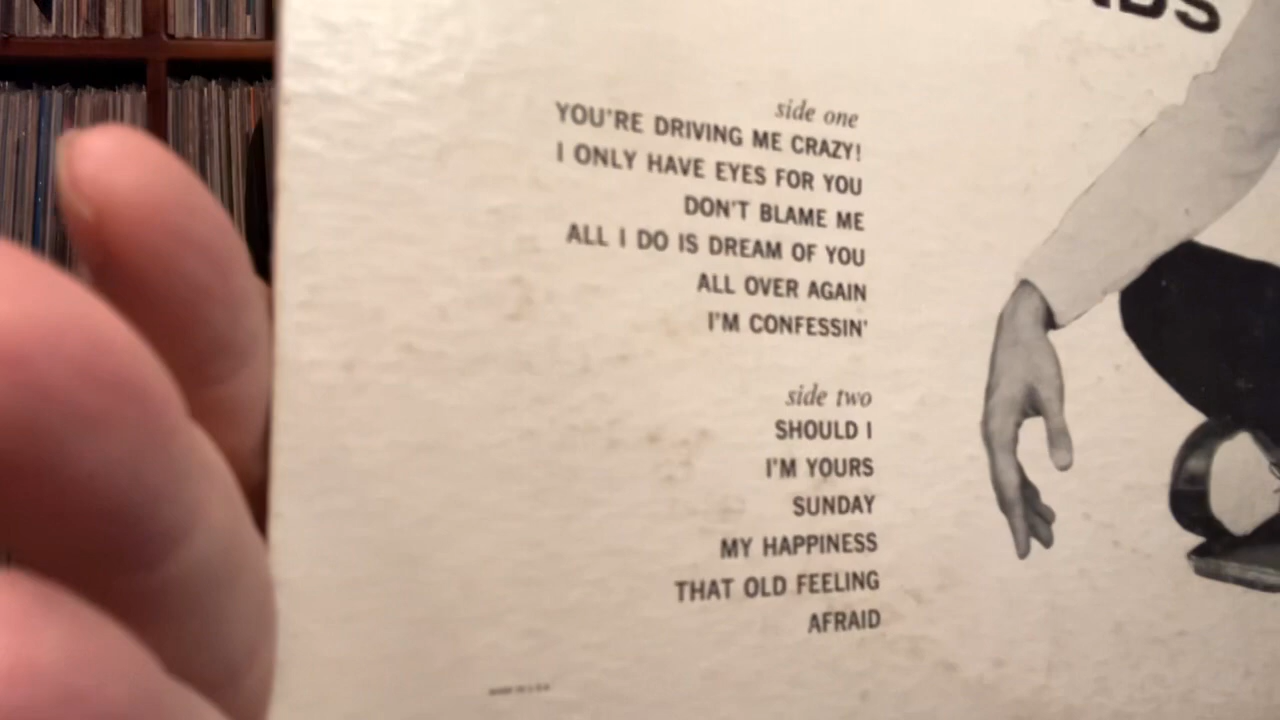 side one
YOU'RE DRIVING ME CRAZY!
I ONLY HAVE EYES FOR YOU
DON'T BLAME ME
ALL I DO IS DREAM OF YOU
ALL OVER AGAIN
I'M CONFESSIN'
side two
SHOULD I
I'M YOURS
SUNDAY
MY HAPPINESS
THAT OLD FEELING
AFRAID